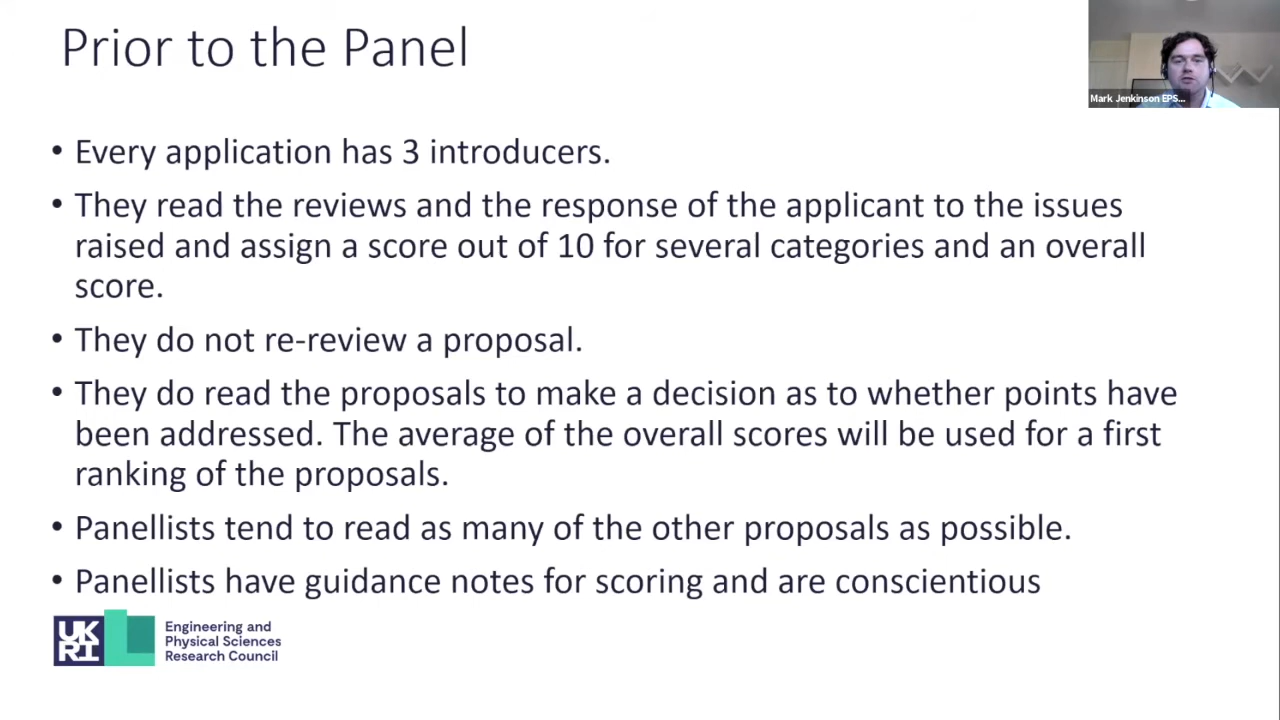 Prior to the Panel
Mark Jenkinson EPS...
• Every application has 3 introducers.
• They read the reviews and the response of the applicant to the issues
raised and assign a score out of 10 for several categories and an overall
score.
• They do not re-review a proposal.
• They do read the proposals to make a decision as to whether points have
been addressed. The average of the overall scores will be used for a first
ranking of the proposals.
• Panellists tend to read as many of the other proposals as possible.
• Panellists have guidance notes for scoring and are conscientious
UK
RI
Engineering and
Physical Sciences
Research Council